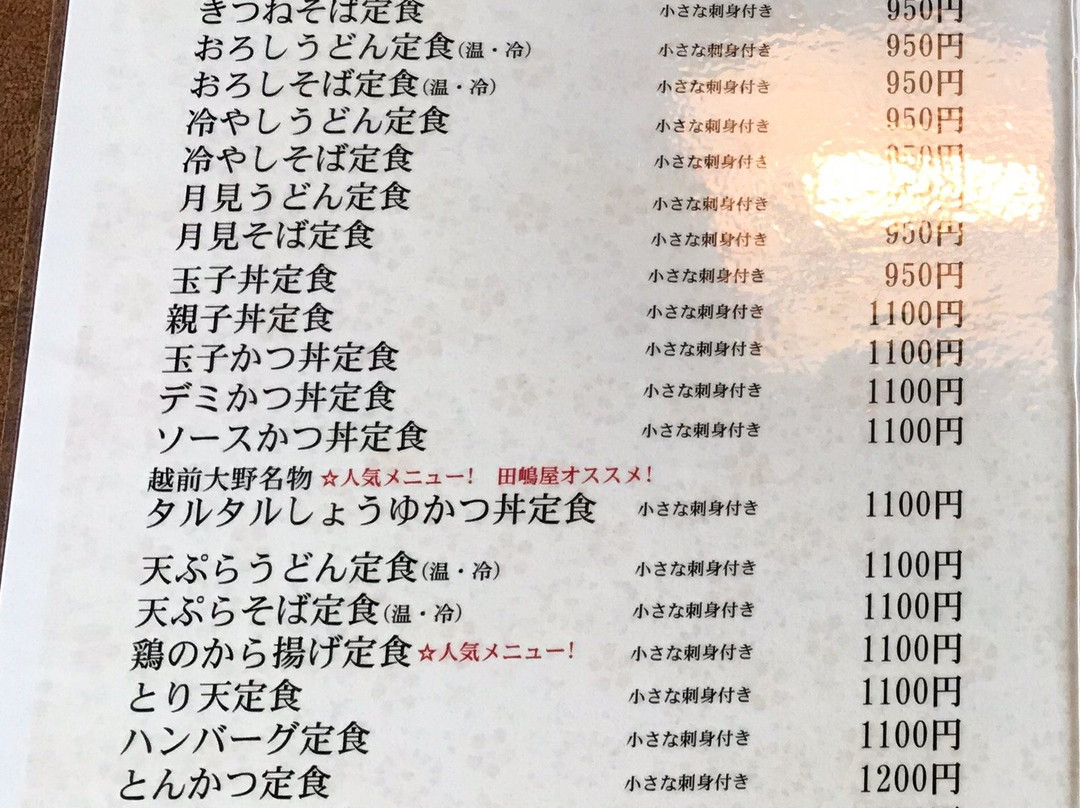 きつねそば定食 小さな刺身付き 950円
おろしうどん定食(温・冷) 小さな刺身付き 950円
おろしそば定食(温・冷) 小さな刺身付き 950円
冷やしうどん定食 小さな刺身付き 950円
冷やしそば定食 小さな刺身付き 950円
月見うどん定食 小さな刺身付き
月見そば定食 小さな刺身付き 950円
玉子丼定食 小さな刺身付き 950円
親子丼定食 小さな刺身付き 1100円
玉子かつ丼定食 小さな刺身付き 1100円
デミかつ丼定食 小さな刺身付き 1100円
ソースかつ丼定食 小さな刺身付き 1100円
越前大野名物 ☆人気メニュー! 田嶋屋オススメ!
タルタルしょうゆかつ丼定食 小さな刺身付き 1100円
天ぷらうどん定食(温・冷) 小さな刺身付き 1100円
天ぷらそば定食(温・冷) 小さな刺身付き 1100円
鶏のから揚げ定食 ☆人気メニュー! 小さな刺身付き 1100円
とり天定食 小さな刺身付き 1100円
ハンバーグ定食 小さな刺身付き 1100円
とんかつ定食 小さな刺身付き 1200円